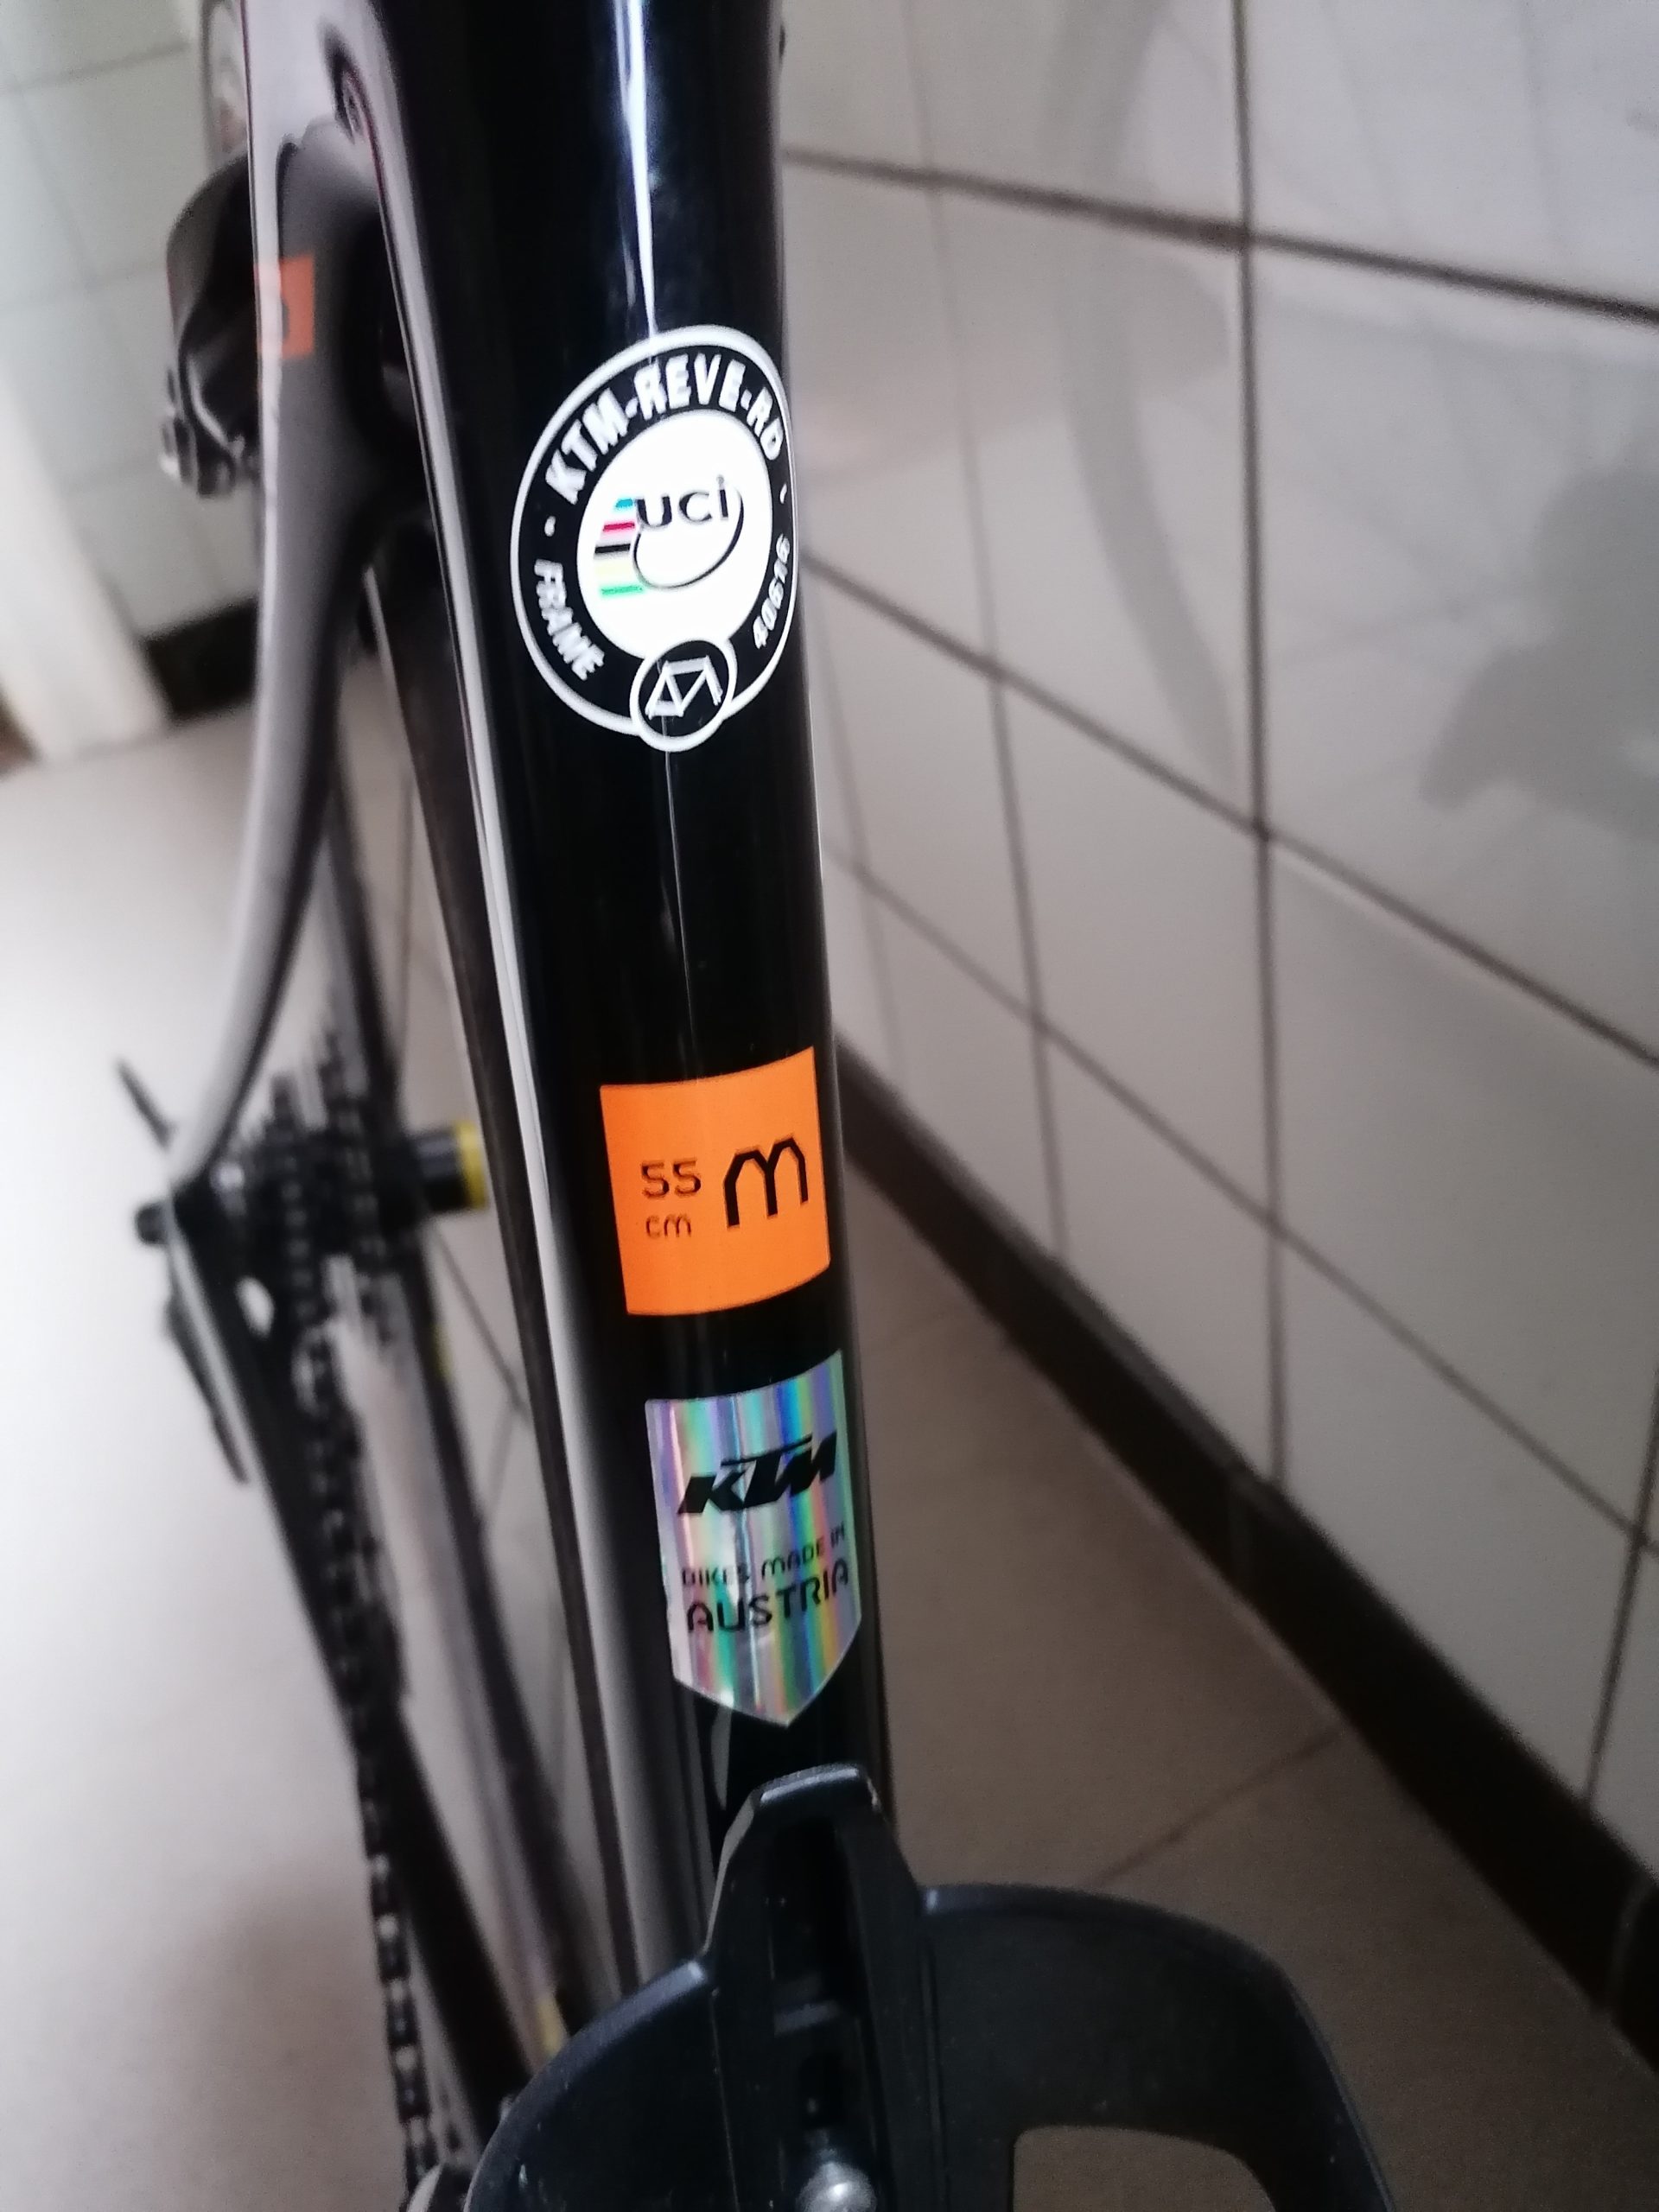 KTM-REVE-RD
uci
FRAME
40616
55
cm
m
KTM
BIKES MADE IN
AUSTRIA